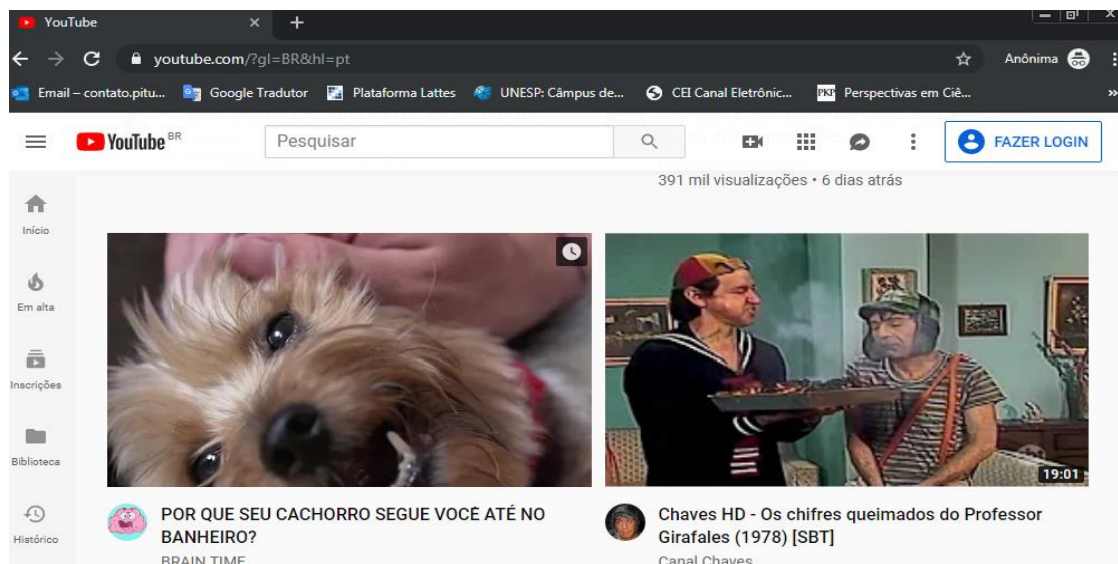 YouTube
youtube.com/?gl=BR&hl=pt
Anônima
Email – contato.pitu...
Google Tradutor
Plataforma Lattes
UNESP: Câmpus de...
CEI Canal Eletrônic...
PKP
Perspectivas em Ciê...
»
YouTube BR
Pesquisar
FAZER LOGIN
391 mil visualizações • 6 dias atrás
Início
Em alta
Inscrições
Biblioteca
Histórico
19:01
POR QUE SEU CACHORRO SEGUE VOCÊ ATÉ NO
BANHEIRO?
BRAIN TIME
Chaves HD - Os chifres queimados do Professor
Girafales (1978) [SBT]
Canal Chaves